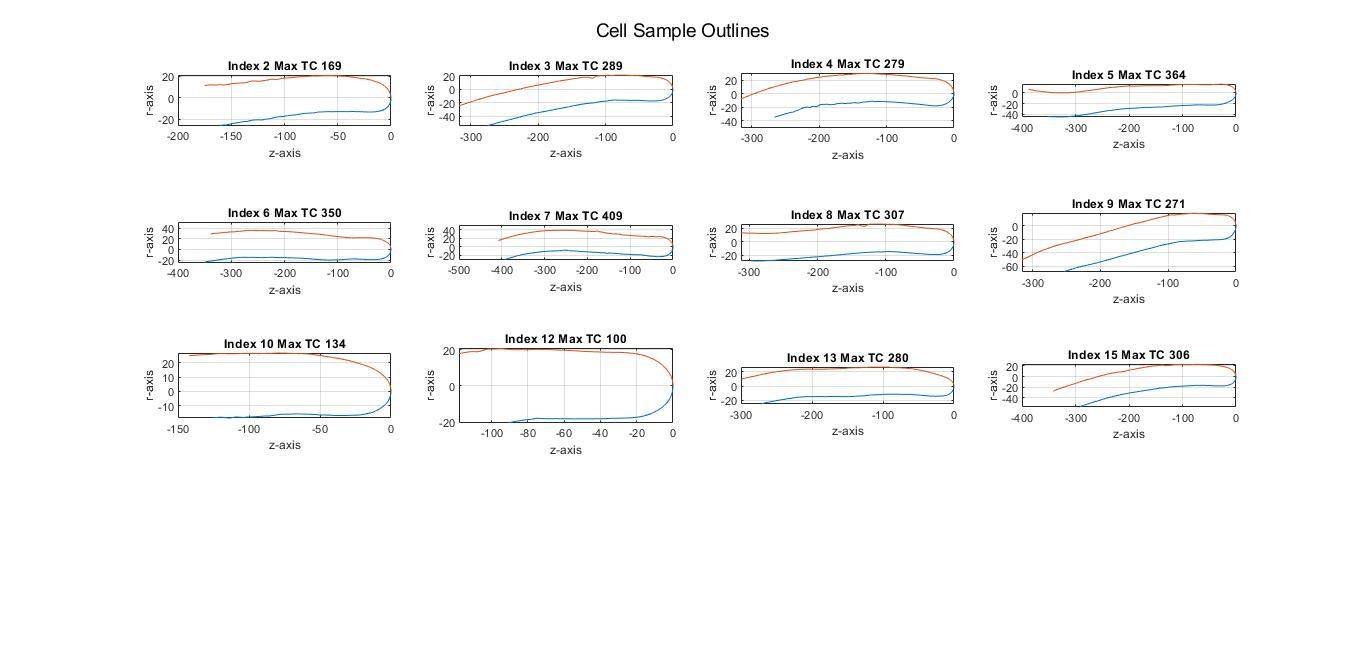 Cell Sample Outlines
Index 2 Max TC 169
r-axis
20
0
-20
-200
-150
-100
-50
0
z-axis
Index 3 Max TC 289
r-axis
20
0
-20
-40
-300
-200
-100
0
z-axis
Index 4 Max TC 279
r-axis
20
0
-20
-40
-300
-200
-100
0
z-axis
Index 5 Max TC 364
r-axis
0
-20
-40
-400
-300
-200
-100
0
z-axis
Index 6 Max TC 350
r-axis
40
20
0
-20
-400
-300
-200
-100
0
z-axis
Index 7 Max TC 409
r-axis
40
20
0
-20
-500
-400
-300
-200
-100
0
z-axis
Index 8 Max TC 307
r-axis
20
0
-20
-300
-200
-100
0
z-axis
Index 9 Max TC 271
r-axis
0
-20
-40
-60
-300
-200
-100
0
z-axis
Index 10 Max TC 134
r-axis
20
10
0
-10
-150
-100
-50
0
z-axis
Index 12 Max TC 100
r-axis
20
0
-20
-100
-80
-60
-40
-20
0
z-axis
Index 13 Max TC 280
r-axis
20
0
-20
-300
-200
-100
0
z-axis
Index 15 Max TC 306
r-axis
20
0
-20
-40
-400
-300
-200
-100
0
z-axis